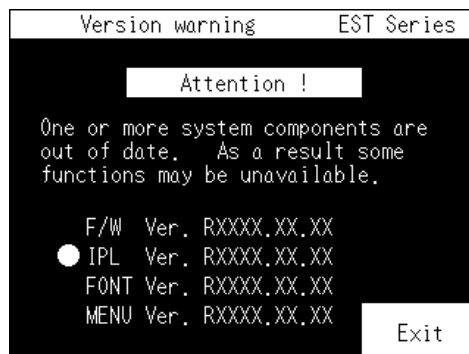 Version warning EST Series
Attention !
One or more system components are
out of date. As a result some
functions may be unavailable.
F/W Ver. RXXXX.XX.XX
IPL Ver. RXXXX.XX.XX
FONT Ver. RXXXX.XX.XX
MENU Ver. RXXXX.XX.XX
Exit